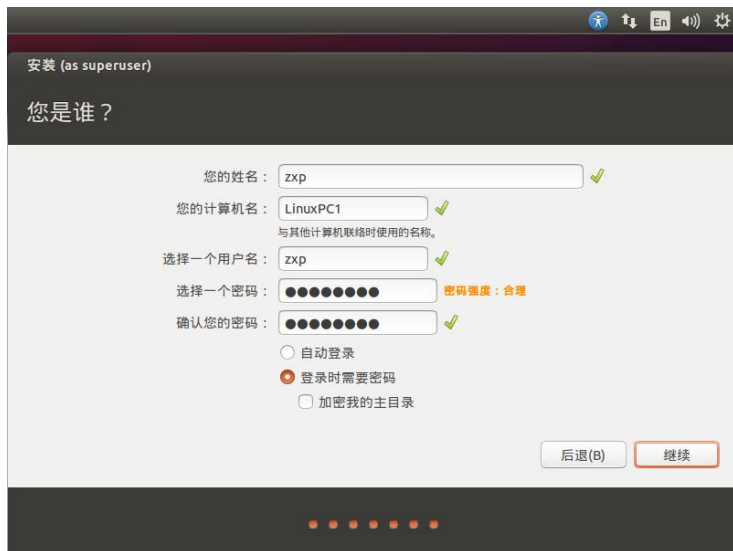 En
安装 (as superuser)
您是谁？
您的姓名： zxp
您的计算机名： LinuxPC1
与其他计算机联络时使用的名称。
选择一个用户名： zxp
选择一个密码： ●●●●●●●● 密码强度：合理
确认您的密码： ●●●●●●●●
自动登录
登录时需要密码
加密我的主目录
后退(B) 继续